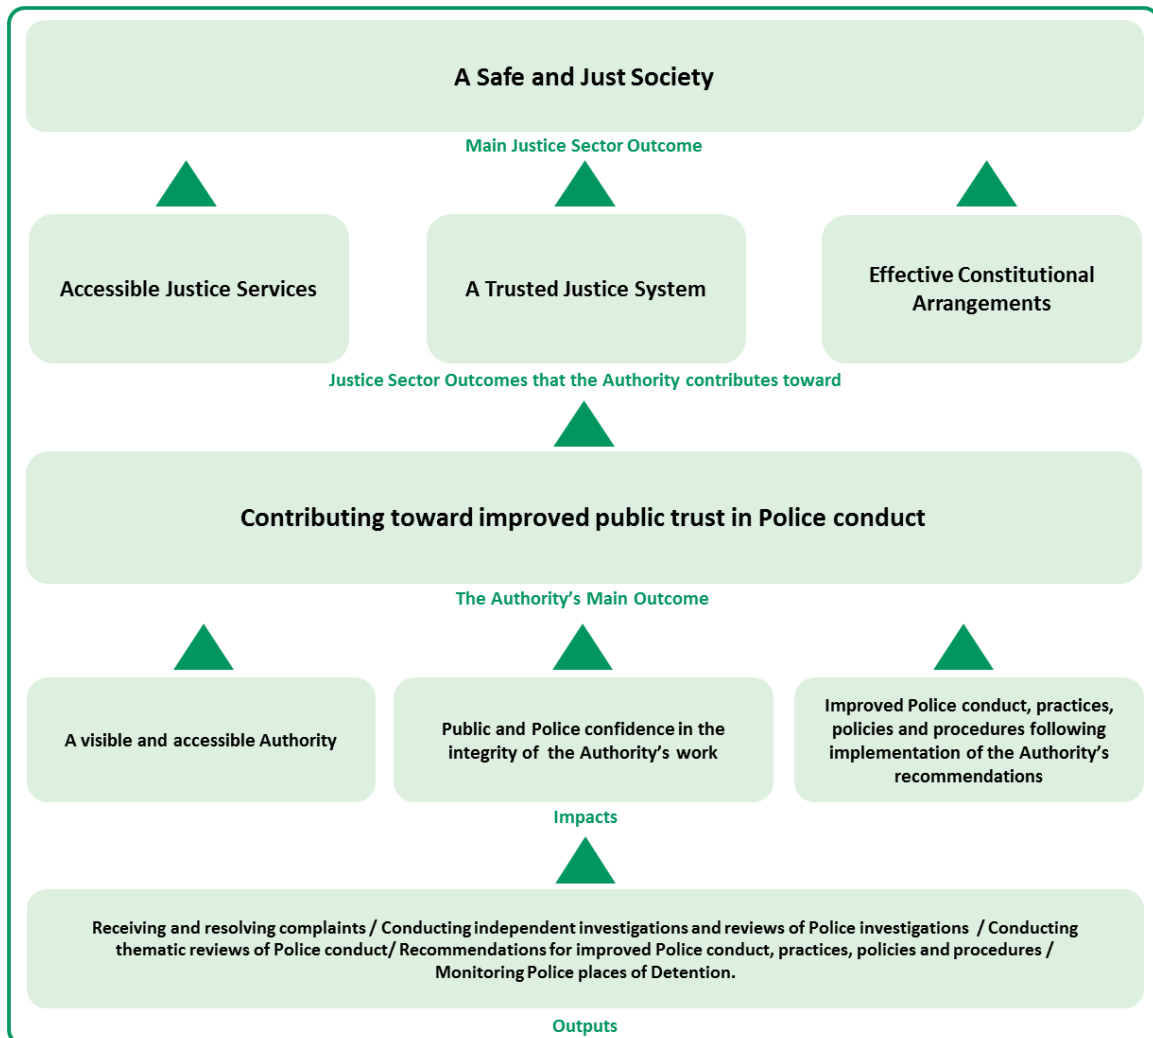 A Safe and Just Society
Main Justice Sector Outcome
Accessible Justice Services
A Trusted Justice System
Effective Constitutional
Arrangements
Justice Sector Outcomes that the Authority contributes toward
Contributing toward improved public trust in Police conduct
The Authority’s Main Outcome
A visible and accessible Authority
Public and Police confidence in the
integrity of the Authority’s work
Improved Police conduct, practices,
policies and procedures following
implementation of the Authority’s
recommendations
Impacts
Receiving and resolving complaints / Conducting independent investigations and reviews of Police investigations / Conducting
thematic reviews of Police conduct/ Recommendations for improved Police conduct, practices, policies and procedures /
Monitoring Police places of Detention.
Outputs